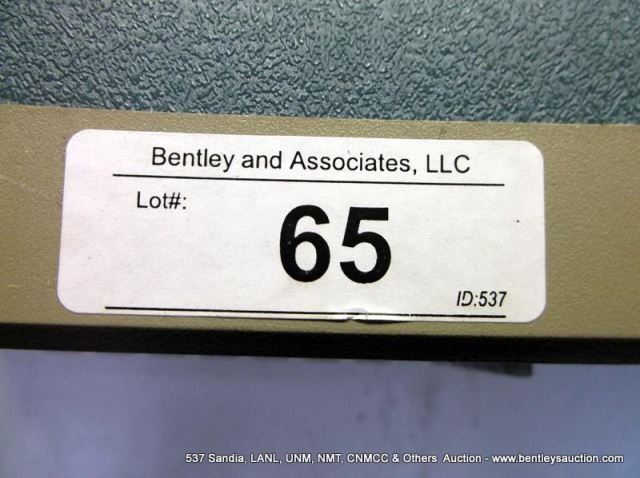 Bentley and Associates, LLC
Lot#:
65
ID:537
537 Sandia, LANL, UNM, NMT, CNMCC & Others Auction - www.bentleysauction.com